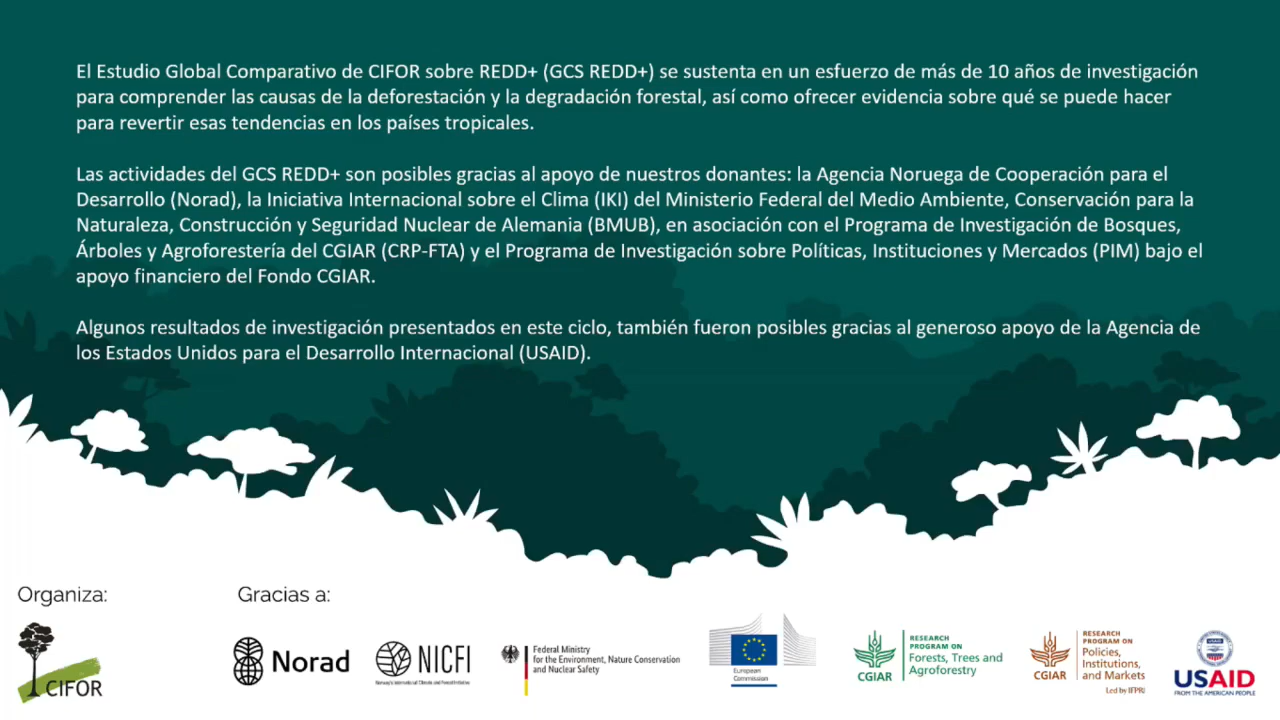 El Estudio Global Comparativo de CIFOR sobre REDD+ (GCS REDD+) se sustenta en un esfuerzo de más de 10 años de investigación
para comprender las causas de la deforestación y la degradación forestal, así como ofrecer evidencia sobre qué se puede hacer
para revertir esas tendencias en los países tropicales.
Las actividades del GCS REDD+ son posibles gracias al apoyo de nuestros donantes: la Agencia Noruega de Cooperación para el
Desarrollo (Norad), la Iniciativa Internacional sobre el Clima (IKI) del Ministerio Federal del Medio Ambiente, Conservación para la
Naturaleza, Construcción y Seguridad Nuclear de Alemania (BMUB), en asociación con el Programa de Investigación de Bosques,
Árboles y Agroforestería del CGIAR (CRP-FTA) y el Programa de Investigación sobre Políticas, Instituciones y Mercados (PIM) bajo el
apoyo financiero del Fondo CGIAR.
Algunos resultados de investigación presentados en este ciclo, también fueron posibles gracias al generoso apoyo de la Agencia de
los Estados Unidos para el Desarrollo Internacional (USAID).
Organiza:
Gracias a:
CIFOR
Norad
NICFI
Norway's International Climate and Forest Initiative
Federal Ministry
for the Environment, Nature Conservation
and Nuclear Safety
European
Commission
CGIAR
RESEARCH
PROGRAM ON
Forests, Trees and
Agroforestry
CGIAR
RESEARCH
PROGRAM ON
Policies,
Institutions,
and Markets
Led by IFPRI
USAID
FROM THE AMERICAN PEOPLE